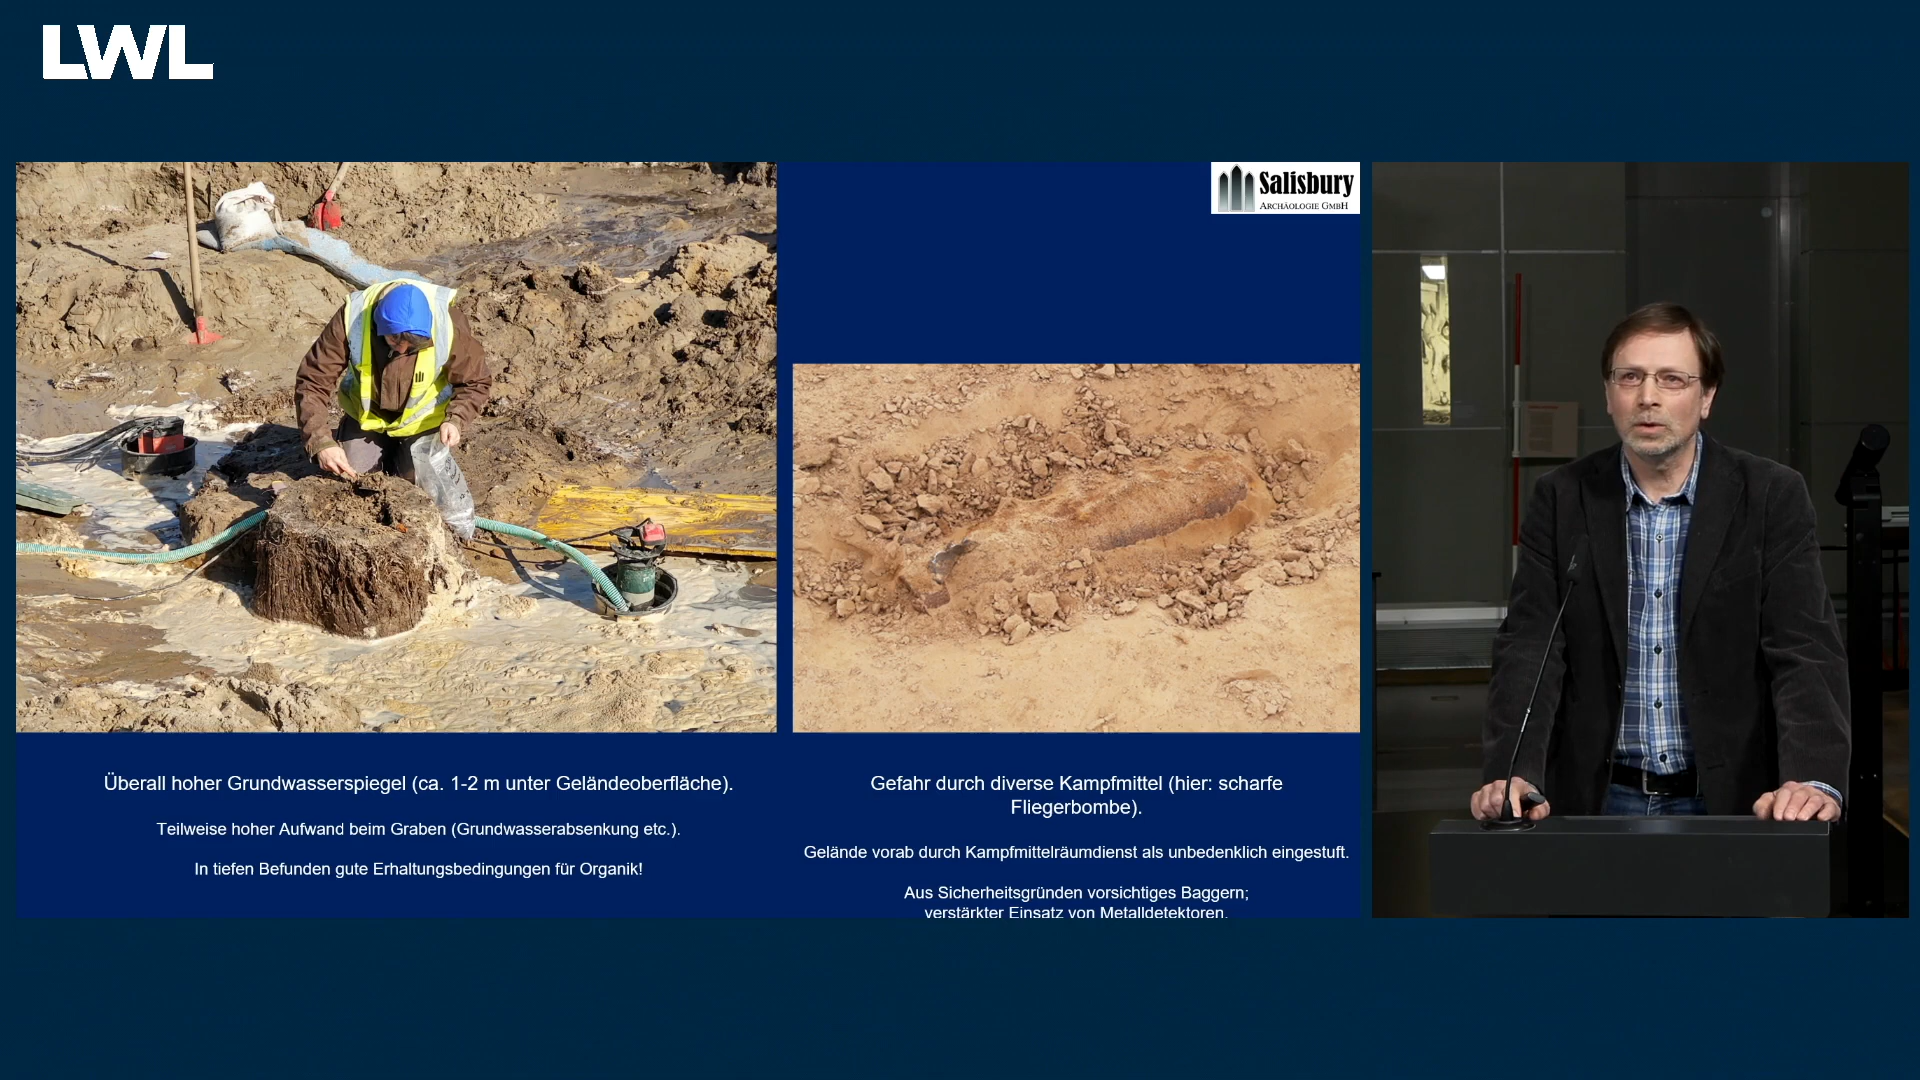 LWL
Salisbury
ARCHÄOLOGIE GMBH
Überall hoher Grundwasserspiegel (ca. 1-2 m unter Geländeoberfläche).
Teilweise hoher Aufwand beim Graben (Grundwasserabsenkung etc.).
In tiefen Befunden gute Erhaltungsbedingungen für Organik!
Gefahr durch diverse Kampfmittel (hier: scharfe
Fliegerbombe).
Gelände vorab durch Kampfmittelräumdienst als unbedenklich eingestuft.
Aus Sicherheitsgründen vorsichtiges Baggern;
verstärkter Einsatz von Metalldetektoren.